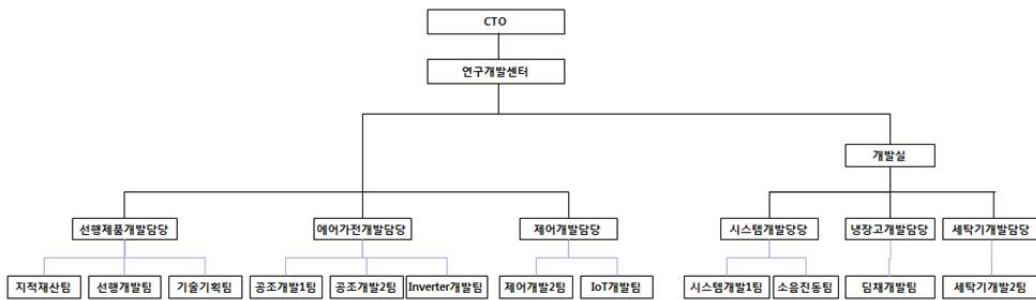 CTO
연구개발센터
개발실
선행제품개발담당
에어가전개발담당
제어개발담당
시스템개발당당
냉장고개발담당
세탁기개발담당
지적재산팀
선행개발팀
기술기획팀
공조개발1팀
공조개발2팀
Inverter개발팀
제어개발2팀
IoT개발팀
시스템개발1팀
소음진동팀
딤채개발팀
세탁기개발2팀